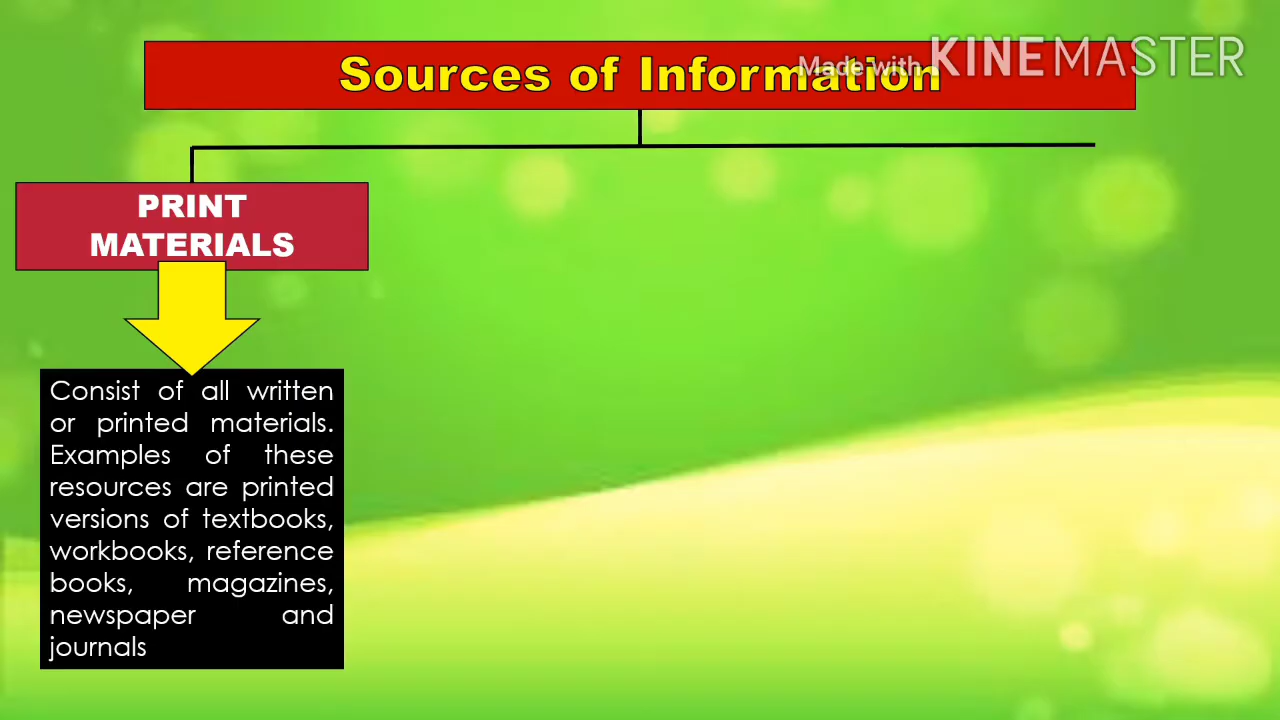 Sources of Information
Made with KINEMASTER
PRINT
MATERIALS
Consist of all written
or printed materials.
Examples of these
resources are printed
versions of textbooks,
workbooks, reference
books, magazines,
newspaper and
journals